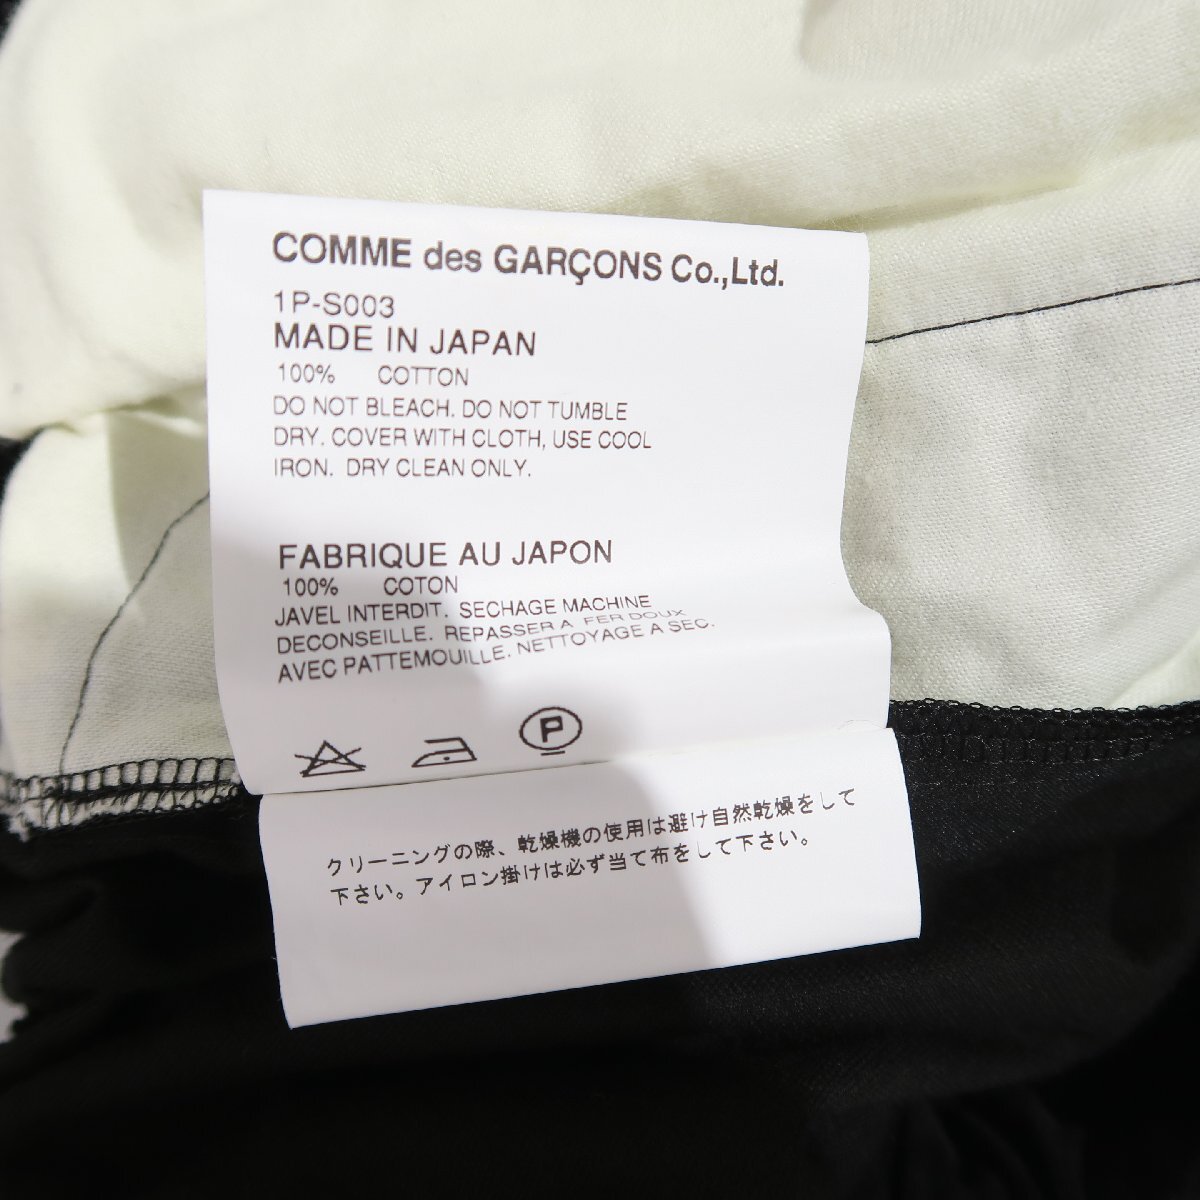 COMME des GARÇONS Co.,Ltd.
1P-S003
MADE IN JAPAN
100% COTTON
DO NOT BLEACH. DO NOT TUMBLE
DRY. COVER WITH CLOTH, USE COOL
IRON. DRY CLEAN ONLY.
FABRIQUE AU JAPON
100% COTON
JAVEL INTERDIT. SECHAGE MACHINE
DECONSEILLE. REPASSER A FER DOUX
AVEC PATTEMOUILLE. NETTOYAGE A SEC.
P
クリーニングの際、乾燥機の使用は避け自然乾燥をして
下さい。アイロン掛けは必ず当て布をして下さい。